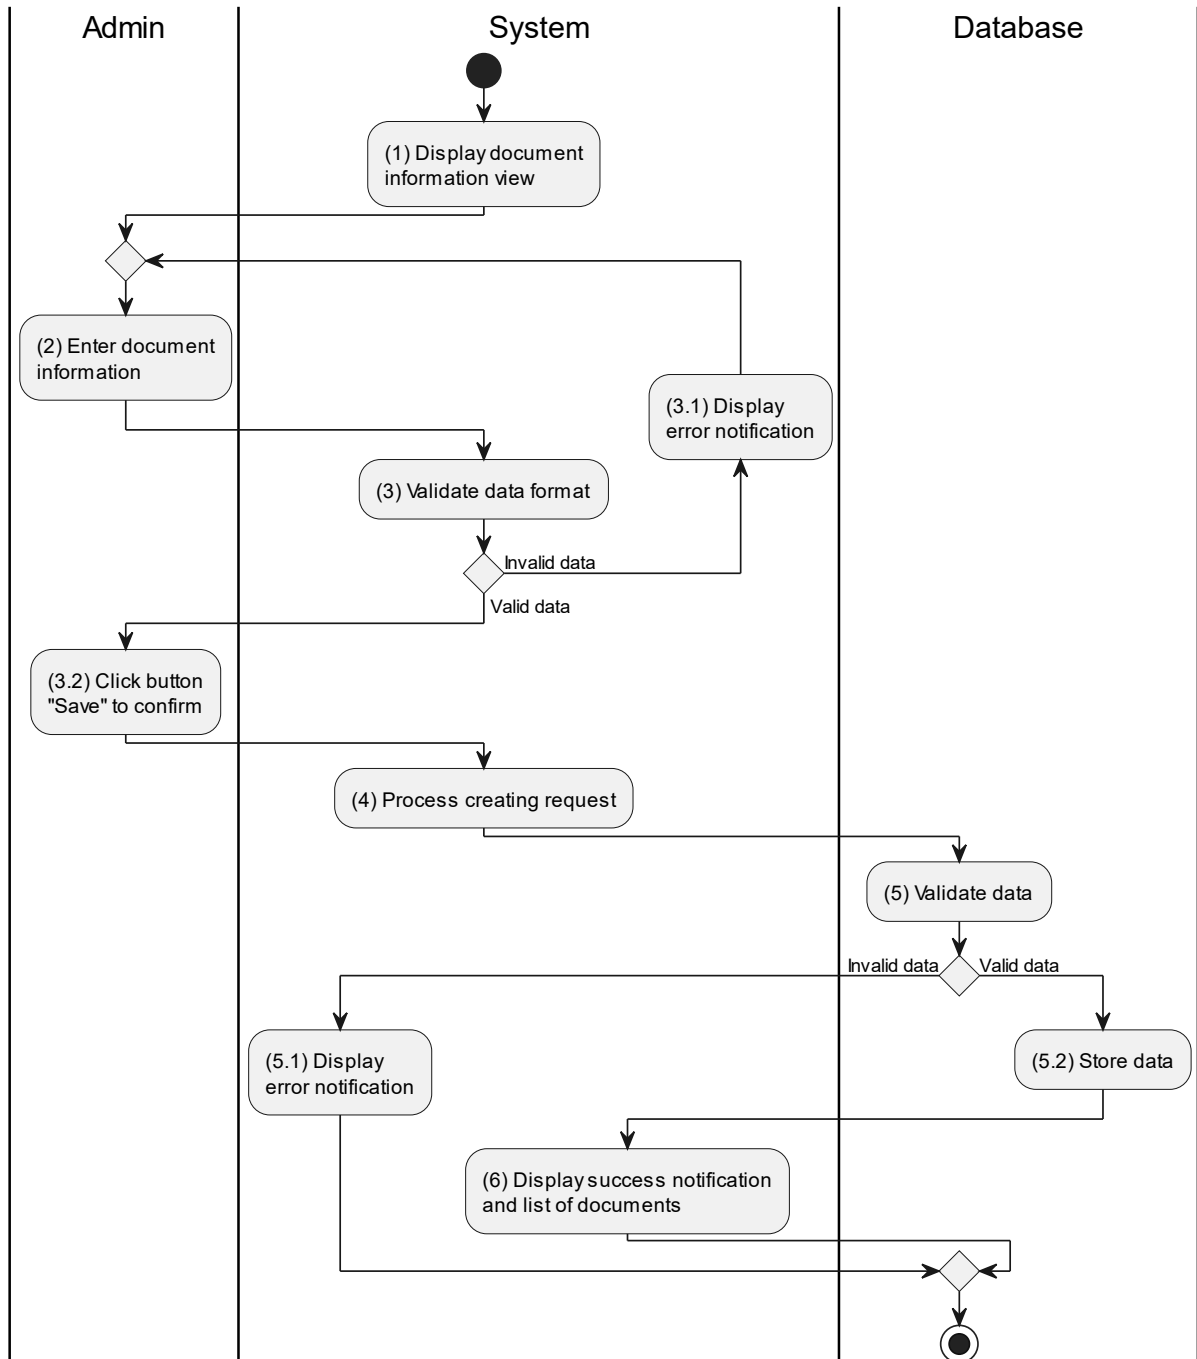 Admin
System
Database
(1) Display document
information view
(2) Enter document
information
(3.1) Display
error notification
(3) Validate data format
Invalid data
Valid data
(3.2) Click button
"Save" to confirm
(4) Process creating request
(5) Validate data
Invalid data
Valid data
(5.1) Display
error notification
(5.2) Store data
(6) Display success notification
and list of documents